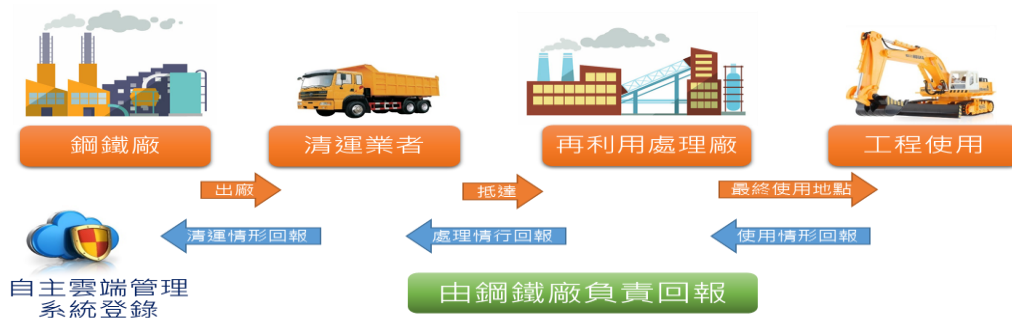 鋼鐵廠
清運業者
再利用處理廠
工程使用
出廠
抵達
最終使用地點
清運情形回報
處理情行回報
使用情形回報
自主雲端管理
系統登錄
由鋼鐵廠負責回報